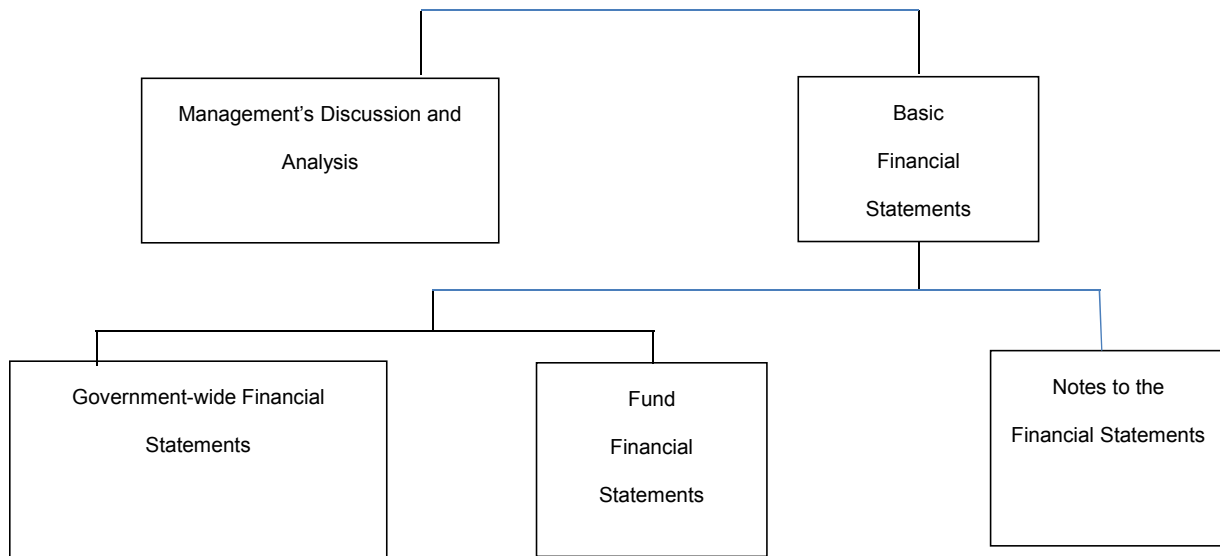 Management’s Discussion and
Analysis
Basic
Financial
Statements
Government-wide Financial
Statements
Fund
Financial
Statements
Notes to the
Financial Statements